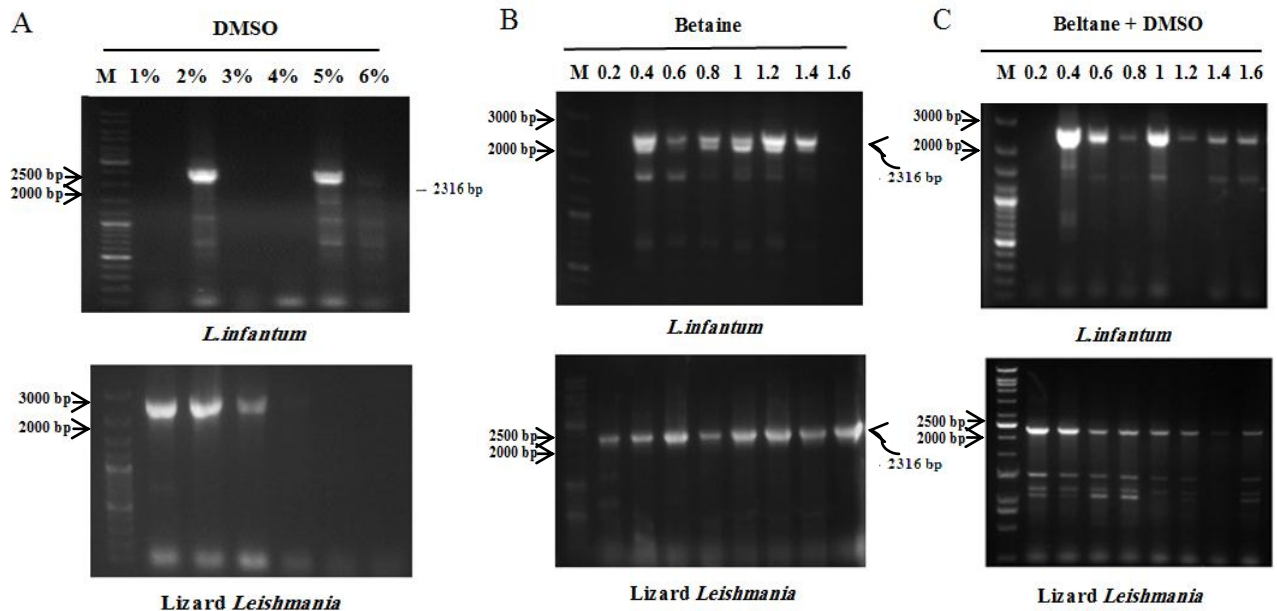 A
DMSO
M 1% 2% 3% 4% 5% 6%
2500 bp
2000 bp
2316 bp
L.infantum
3000 bp
2000 bp
Lizard Leishmania
B
Betaine
M 0.2 0.4 0.6 0.8 1 1.2 1.4 1.6
3000 bp
2000 bp
2316 bp
L.infantum
2500 bp
2000 bp
2316 bp
Lizard Leishmania
C
Beltane + DMSO
M 0.2 0.4 0.6 0.8 1 1.2 1.4 1.6
3000 bp
2000 bp
L.infantum
2500 bp
2000 bp
Lizard Leishmania